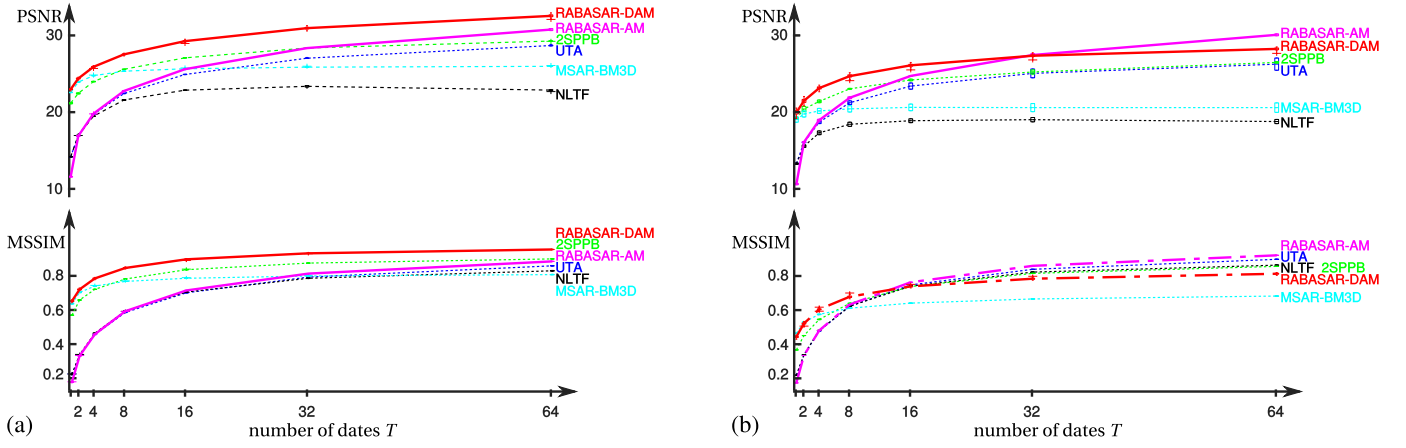 PSNR
30
20
10
RABASAR-DAM
RABASAR-AM
2SPPB
UTA
MSAR-BM3D
NLTF
MSSIM
0.8
0.6
0.4
0.2
RABASAR-DAM
2SPPB
RABASAR-AM
UTA
NLTF
MSAR-BM3D
2 4 8 16 32 64
(a) number of dates T
PSNR
30
20
10
RABASAR-AM
RABASAR-DAM
2SPPB
UTA
MSAR-BM3D
NLTF
MSSIM
0.8
0.6
0.4
0.2
RABASAR-AM
UTA
NLTF 2SPPB
RABASAR-DAM
MSAR-BM3D
2 4 8 16 32 64
(b) number of dates T